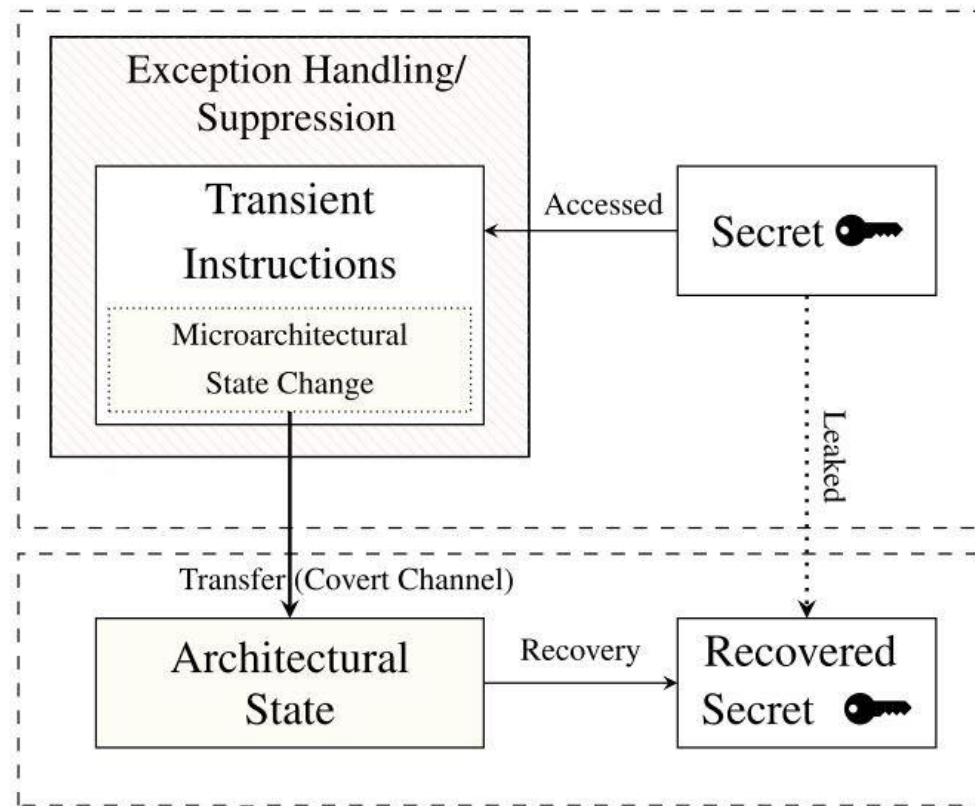 Exception Handling/
Suppression
Transient
Instructions
Accessed
Secret
Microarchitectural
State Change
Leaked
Transfer (Covert Channel)
Architectural
State
Recovery
Recovered
Secret